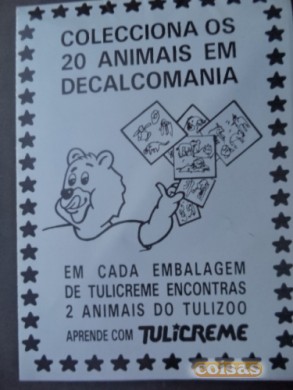 COLECCIONA OS
20 ANIMAIS EM
DECALCOMANIA
EM CADA EMBALAGEM
DE TULICREME ENCONTRAS
2 ANIMAIS DO TULIZOO
APRENDE COM TULICREME
coisas